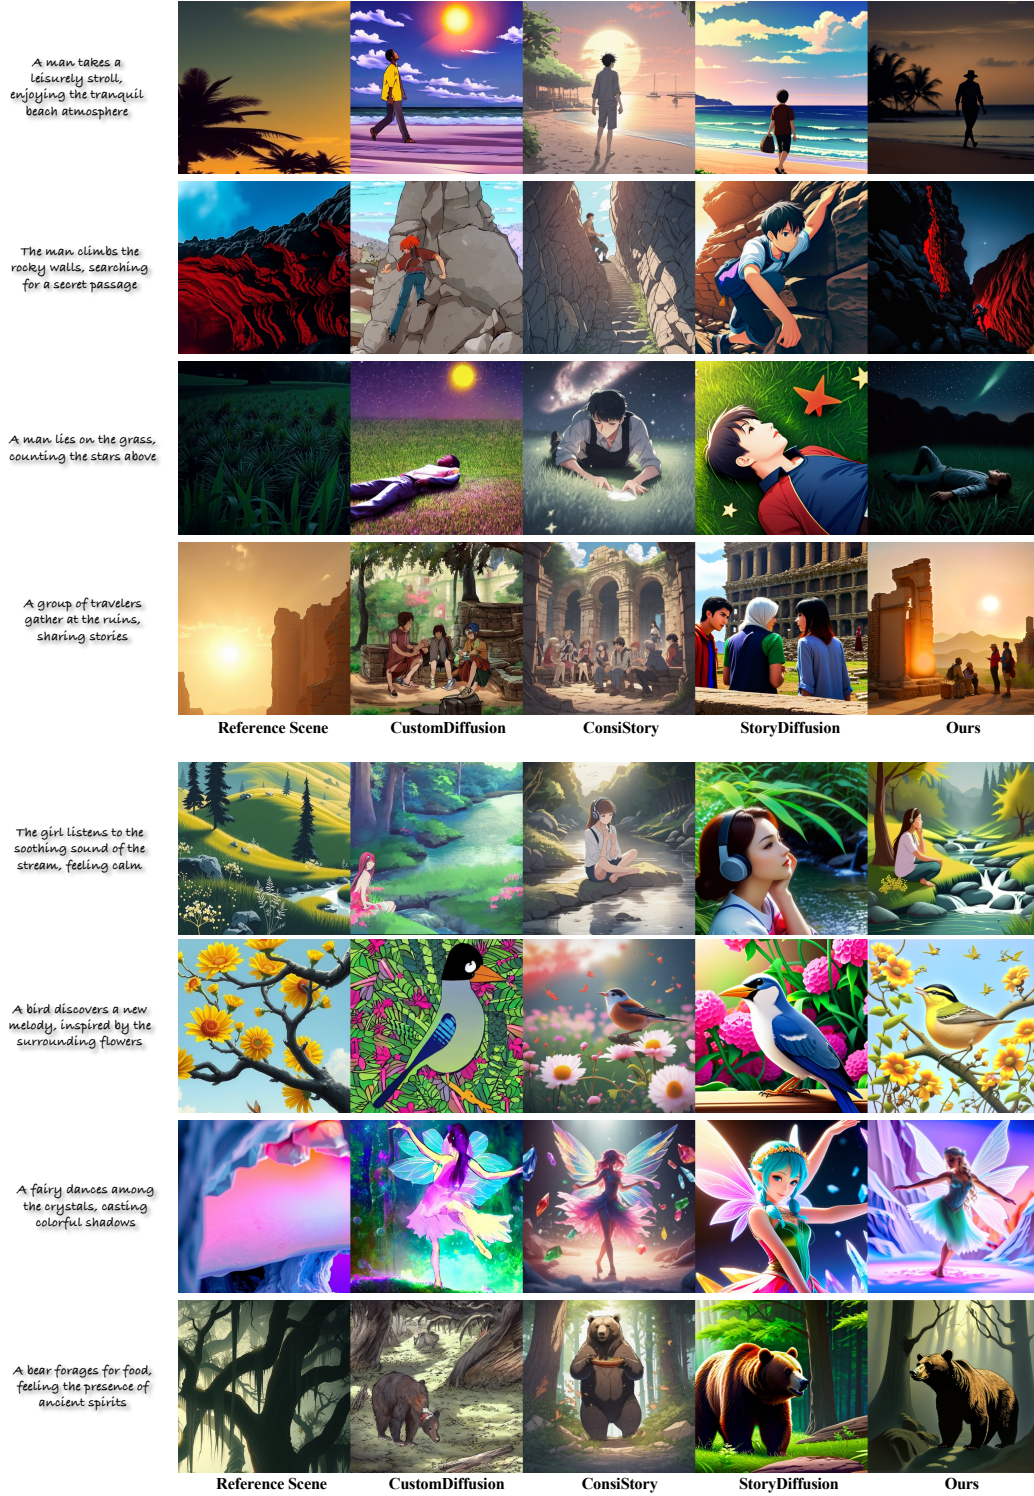 A man takes a
leisurely stroll,
enjoying the tranquil
beach atmosphere
The man climbs the
rocky walls, searching
for a secret passage
A man lies on the grass,
counting the stars above
A group of travelers
gather at the ruins,
sharing stories
Reference Scene CustomDiffusion ConsiStory StoryDiffusion Ours
The girl listens to the
soothing sound of the
stream, feeling calm
A bird discovers a new
melody, inspired by the
surrounding flowers
A fairy dances among
the crystals, casting
colorful shadows
A bear forages for food,
feeling the presence of
ancient spirits
Reference Scene CustomDiffusion ConsiStory StoryDiffusion Ours